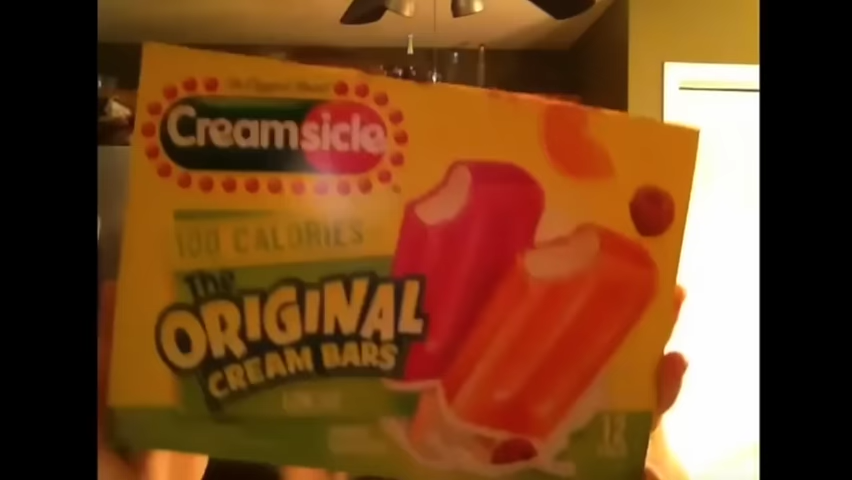 Creamsicle
100 CALORIES
The
ORIGINAL
CREAM BARS
12